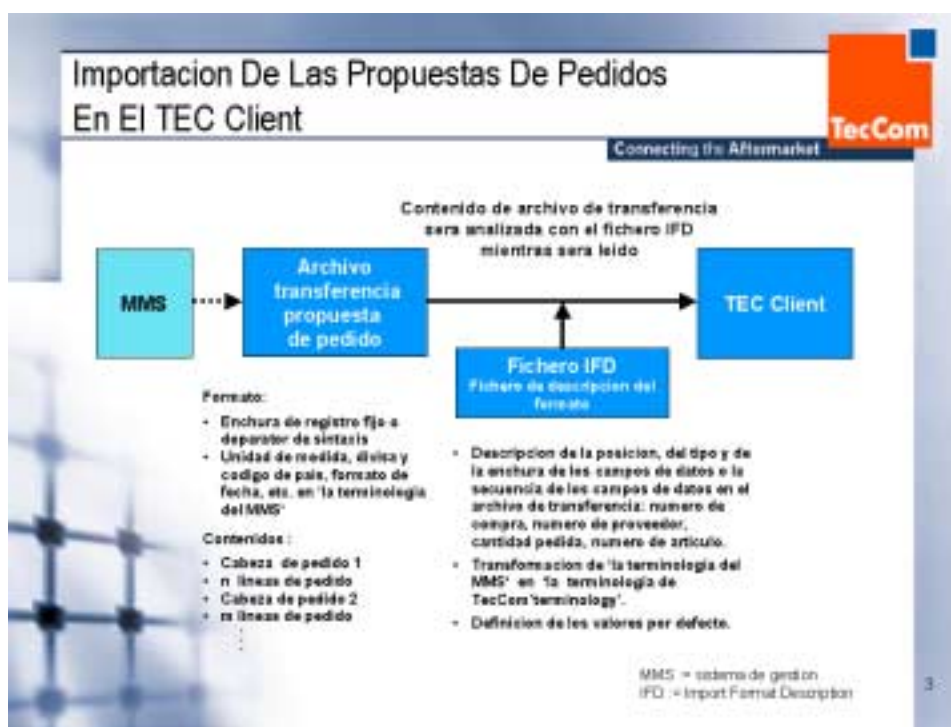 Importacion De Las Propuestas De Pedidos
En El TEC Client
TecCom
Connecting the Aftermarket
Contenido de archivo de transferencia
sera analizada con el fichero IFD
mientras sera leido
MMS
Archivo
transferencia
propuesta
de pedido
TEC Client
Fichero IFD
Fichero de descripcion del
formato
Formato:
• Enchura de registro fijo o
deparator de sintaxis
• Unidad de medida, divisa y
codigo de pais, formato de
fecha, etc. en 'la terminologia
del MMS'
Contenidos :
• Cabeza de pedido 1
• n lineas de pedido
• Cabeza de pedido 2
• m lineas de pedido
:
• Descripcion de la posicion, del tipo y de
la enchura de los campos de datos o la
secuencia de los campos de datos en el
archivo de transferencia: numero de
compra, numero de proveedor,
cantidad pedida, numero de articulo.
• Transformacion de 'la terminologia del
MMS' en 'la terminologia de
TecCom'terminology'.
• Definicion de los valores por defecto.
MMS = sistema de gestion
IFD = Import Format Description
3